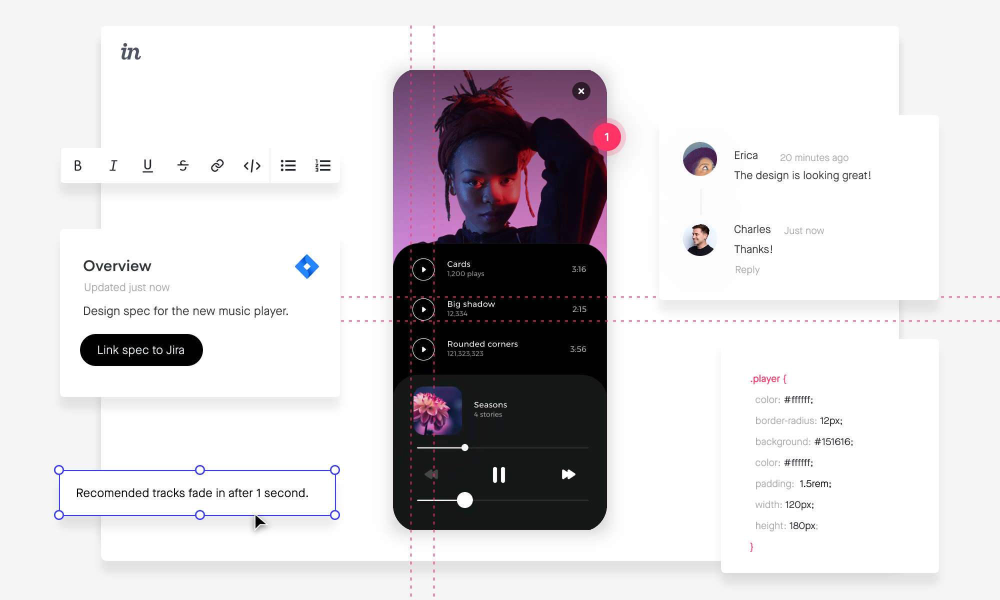 in
B I U S </>
1
2
3
Overview
Updated just now
Design spec for the new music player.
Link spec to Jira
Recomended tracks fade in after 1 second.
1
Cards
1,200 plays
3:16
Big shadow
12,334
2:15
Rounded corners
121,323,323
3:56
Seasons
4 stories
Erica 20 minutes ago
The design is looking great!
Charles Just now
Thanks!
Reply
.player {
color: #ffffff;
border-radius: 12px;
background: #151616;
color: #ffffff;
padding: 1.5rem;
width: 120px;
height: 180px;
}